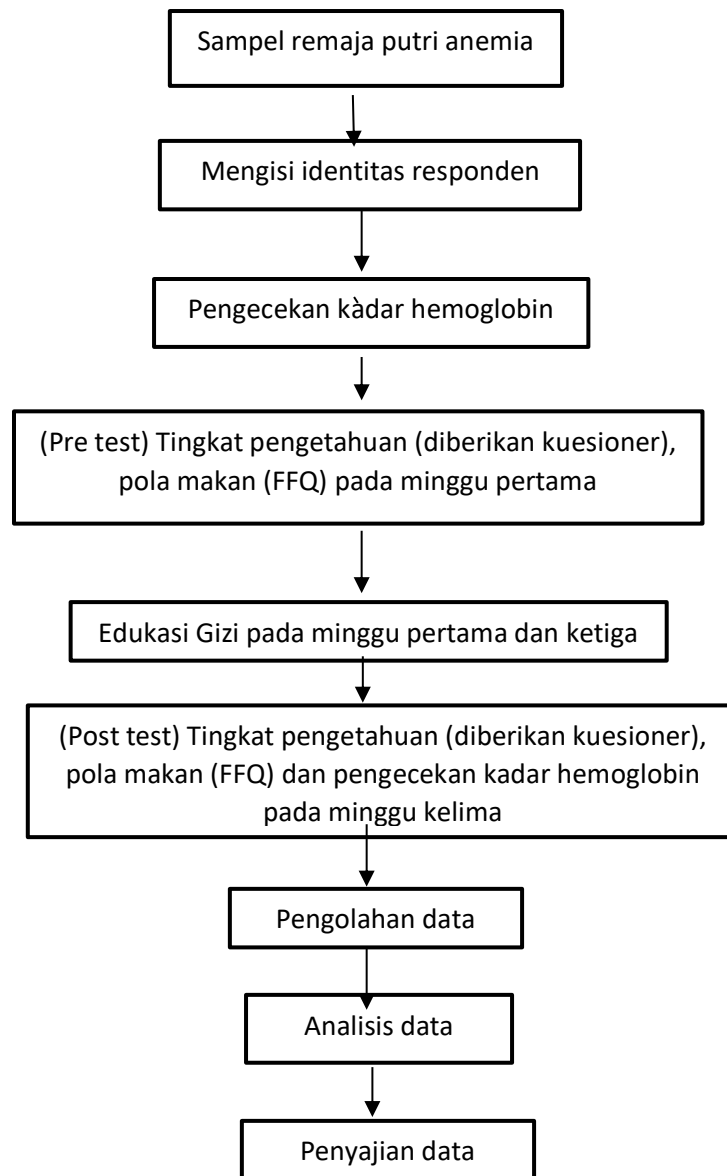 Sampel remaja putri anemia
Mengisi identitas responden
Pengecekan kàdar hemoglobin
(Pre test) Tingkat pengetahuan (diberikan kuesioner),
pola makan (FFQ) pada minggu pertama
Edukasi Gizi pada minggu pertama dan ketiga
(Post test) Tingkat pengetahuan (diberikan kuesioner),
pola makan (FFQ) dan pengecekan kadar hemoglobin
pada minggu kelima
Pengolahan data
Analisis data
Penyajian data